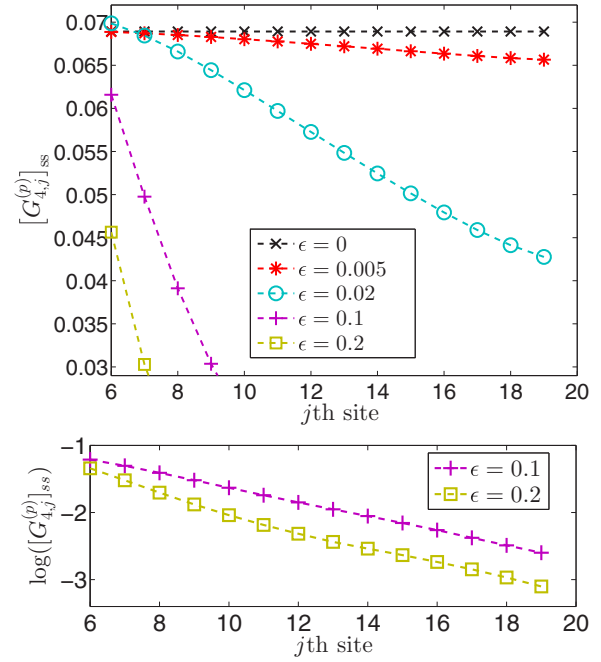 0.07
0.065
0.06
0.055
0.05
0.045
0.04
0.035
0.03
[G_{4,j}^{(p)}]_{ss}
ϵ = 0
ϵ = 0.005
ϵ = 0.02
ϵ = 0.1
ϵ = 0.2
6 8 10 12 14 16 18 20
jth site
−1
−2
−3
log([G_{4,j}^{(p)}]_{ss})
ϵ = 0.1
ϵ = 0.2
6 8 10 12 14 16 18 20
jth site